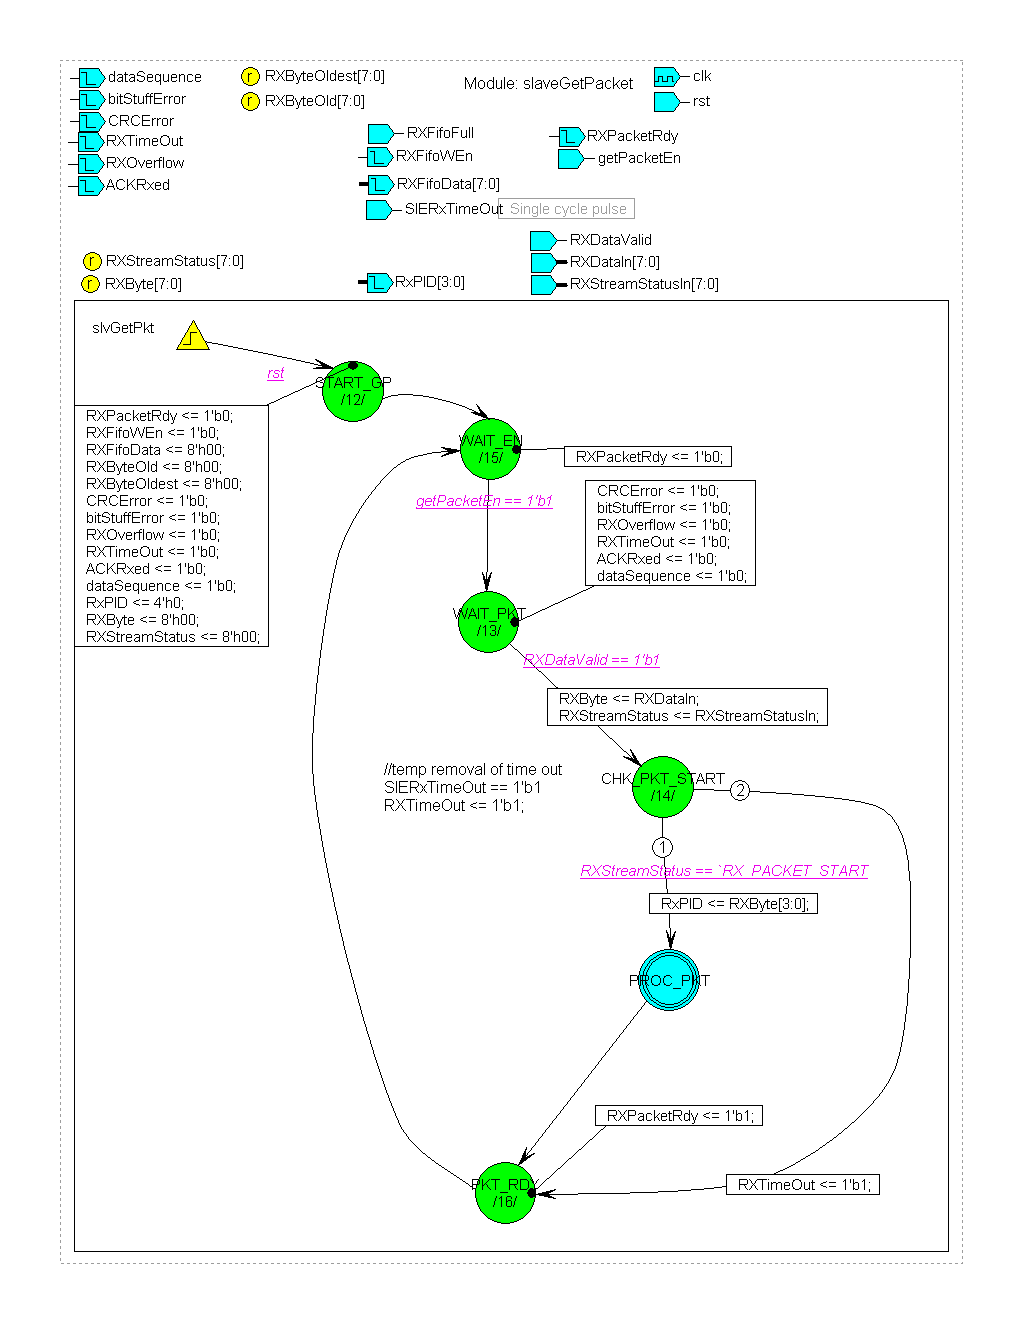 dataSequence
bitStuffError
CRCError
RXTimeOut
RXOverflow
ACKRxed
r RXByteOldest[7:0]
r RXByteOld[7:0]
Module: slaveGetPacket
clk
rst
RXFifoFull
RXFifoWEn
RXFifoData[7:0]
SIERxTimeOut
Single cycle pulse
RXPacketRdy
getPacketEn
r RXStreamStatus[7:0]
r RXByte[7:0]
RxPID[3:0]
RXDataValid
RXDataIn[7:0]
RXStreamStatusIn[7:0]
slvGetPkt
rst
START_GP
/12/
RXPacketRdy <= 1'b0;
RXFifoWEn <= 1'b0;
RXFifoData <= 8'h00;
RXByteOld <= 8'h00;
RXByteOldest <= 8'h00;
CRCError <= 1'b0;
bitStuffError <= 1'b0;
RXOverflow <= 1'b0;
RXTimeOut <= 1'b0;
ACKRxed <= 1'b0;
dataSequence <= 1'b0;
RxPID <= 4'h0;
RXByte <= 8'h00;
RXStreamStatus <= 8'h00;
WAIT_EN
/15/
RXPacketRdy <= 1'b0;
getPacketEn == 1'b1
CRCError <= 1'b0;
bitStuffError <= 1'b0;
RXOverflow <= 1'b0;
RXTimeOut <= 1'b0;
ACKRxed <= 1'b0;
dataSequence <= 1'b0;
WAIT_PKT
/13/
RXDataValid == 1'b1
RXByte <= RXDataIn;
RXStreamStatus <= RXStreamStatusIn;
//temp removal of time out
SIERxTimeOut == 1'b1
RXTimeOut <= 1'b1;
CHK_PKT_START
/14/
2
1
RXStreamStatus == `RX_PACKET_START
RxPID <= RXByte[3:0];
PROC_PKT
RXPacketRdy <= 1'b1;
RXTimeOut <= 1'b1;
PKT_RDY
/16/